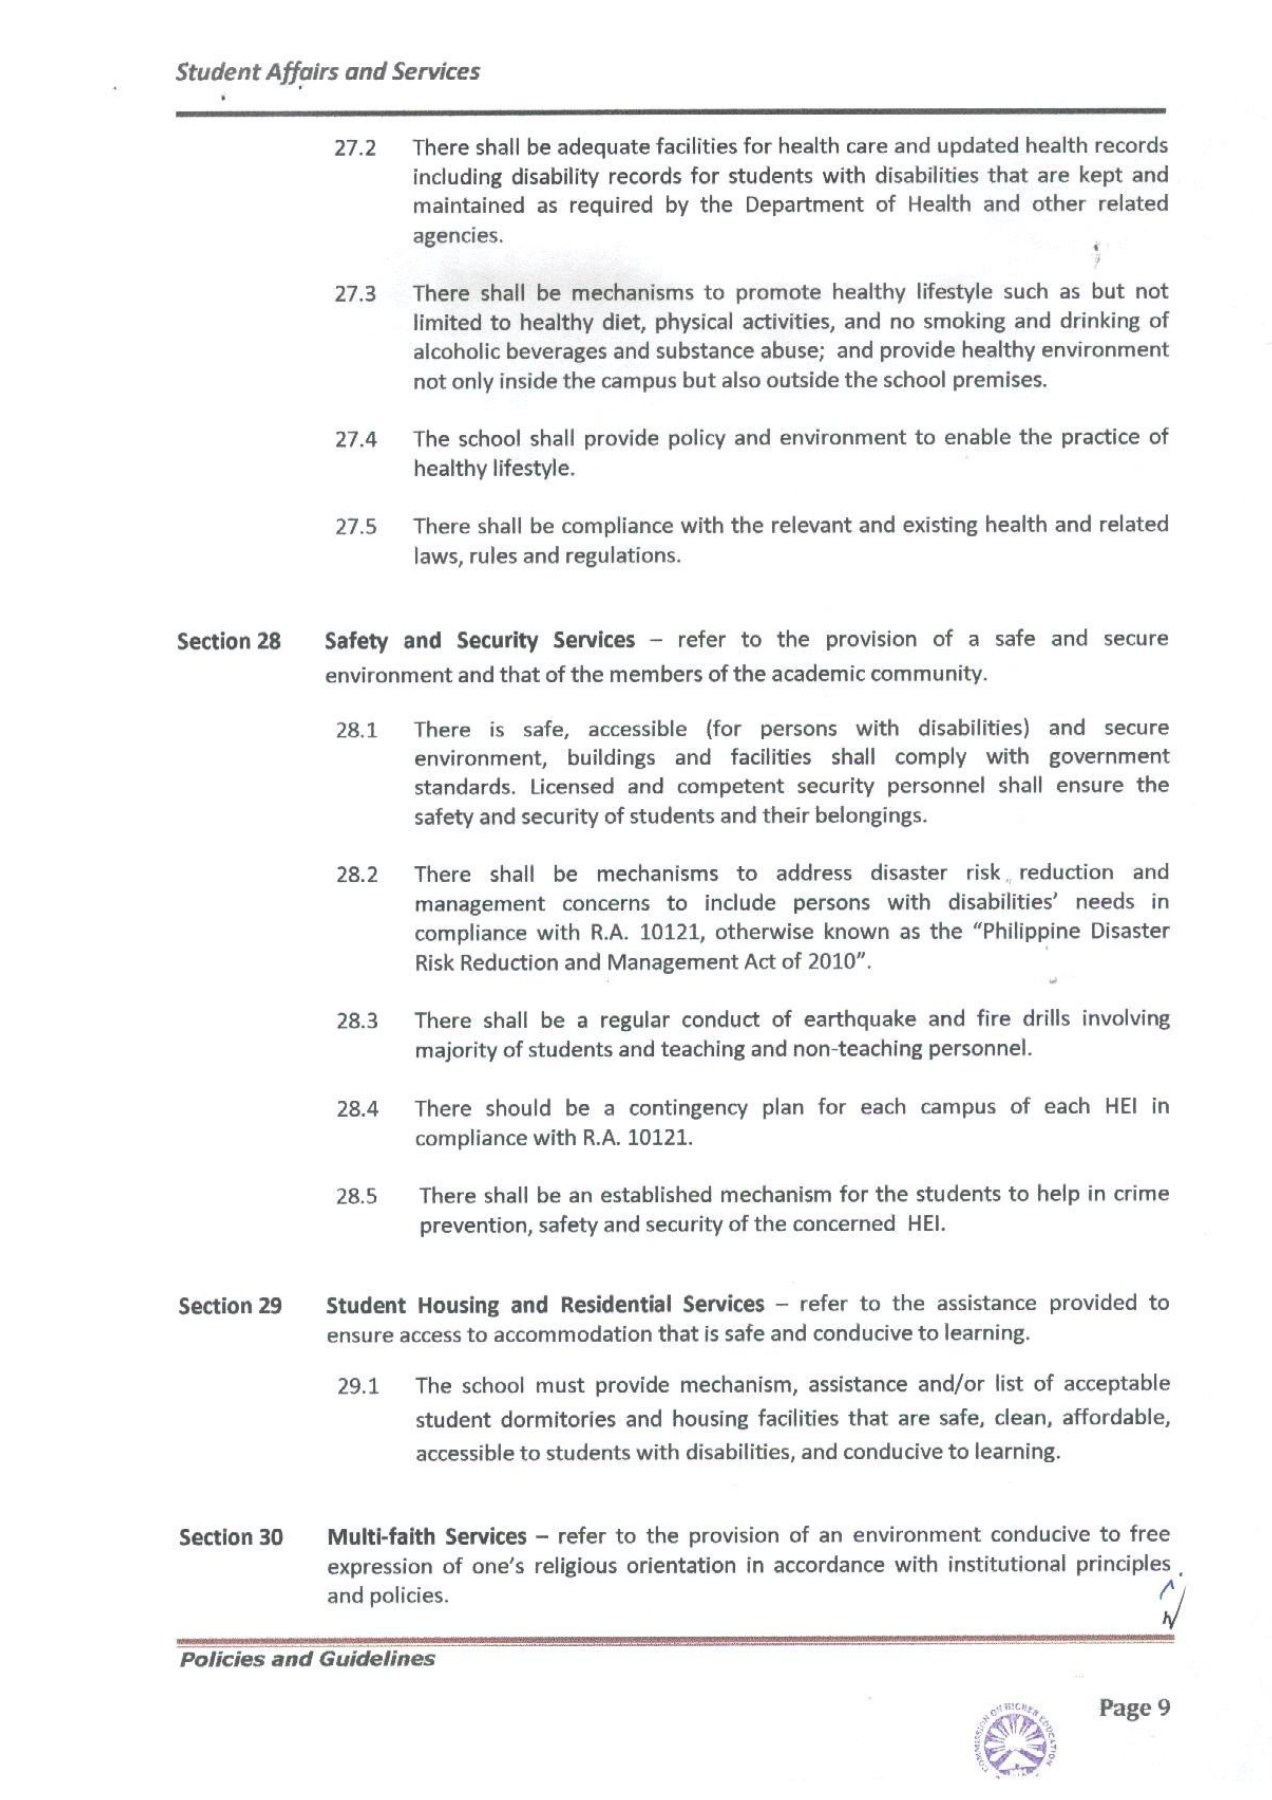 Student Affairs and Services
27.2 There shall be adequate facilities for health care and updated health records
including disability records for students with disabilities that are kept and
maintained as required by the Department of Health and other related
agencies.
27.3 There shall be mechanisms to promote healthy lifestyle such as but not
limited to healthy diet, physical activities, and no smoking and drinking of
alcoholic beverages and substance abuse; and provide healthy environment
not only inside the campus but also outside the school premises.
27.4 The school shall provide policy and environment to enable the practice of
healthy lifestyle.
27.5 There shall be compliance with the relevant and existing health and related
laws, rules and regulations.
Section 28 Safety and Security Services – refer to the provision of a safe and secure
environment and that of the members of the academic community.
28.1 There is safe, accessible (for persons with disabilities) and secure
environment, buildings and facilities shall comply with government
standards. Licensed and competent security personnel shall ensure the
safety and security of students and their belongings.
28.2 There shall be mechanisms to address disaster risk reduction and
management concerns to include persons with disabilities' needs in
compliance with R.A. 10121, otherwise known as the "Philippine Disaster
Risk Reduction and Management Act of 2010".
28.3 There shall be a regular conduct of earthquake and fire drills involving
majority of students and teaching and non-teaching personnel.
28.4 There should be a contingency plan for each campus of each HEI in
compliance with R.A. 10121.
28.5 There shall be an established mechanism for the students to help in crime
prevention, safety and security of the concerned HEI.
Section 29 Student Housing and Residential Services – refer to the assistance provided to
ensure access to accommodation that is safe and conducive to learning.
29.1 The school must provide mechanism, assistance and/or list of acceptable
student dormitories and housing facilities that are safe, clean, affordable,
accessible to students with disabilities, and conducive to learning.
Section 30 Multi-faith Services – refer to the provision of an environment conducive to free
expression of one's religious orientation in accordance with institutional principles
and policies.
Policies and Guidelines
Page 9
COMMISSION ON HIGHER EDUCATION